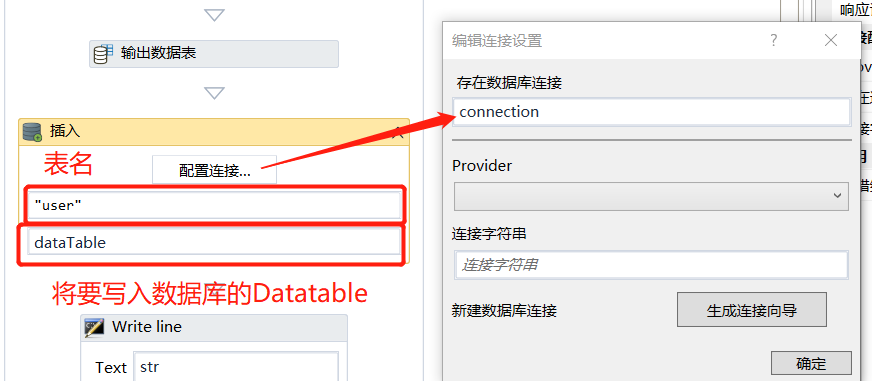 输出数据表
插入
表名
配置连接...
"user"
dataTable
将要写入数据库的Datatable
Write line
Text
str
编辑连接设置
?
存在数据库连接
connection
Provider
连接字符串
连接字符串
新建数据库连接
生成连接向导
确定
响应